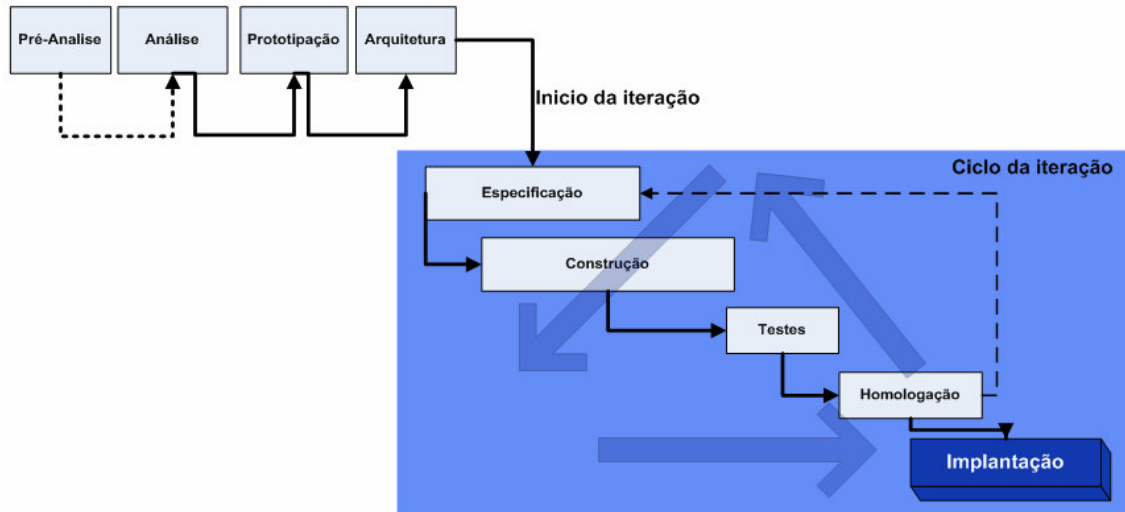 Pré-Analise
Análise
Prototipação
Arquitetura
Inicio da iteração
Ciclo da iteração
Especificação
Construção
Testes
Homologação
Implantação